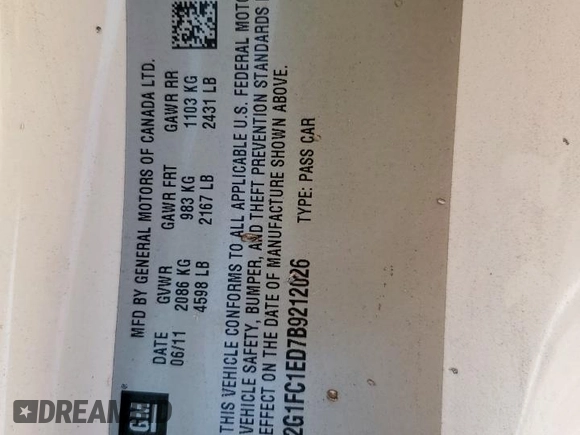 GM
MFD BY GENERAL MOTORS OF CANADA LTD.
DATE GVWR GAWR FRT GAWR RR
06/11 2086 KG 983 KG 1103 KG
4598 LB 2167 LB 2431 LB
THIS VEHICLE CONFORMS TO ALL APPLICABLE U.S. FEDERAL MOTO
VEHICLE SAFETY, BUMPER, AND THEFT PREVENTION STANDARDS
EFFECT ON THE DATE OF MANUFACTURE SHOWN ABOVE.
2G1FC1ED7B9212026 TYPE: PASS CAR